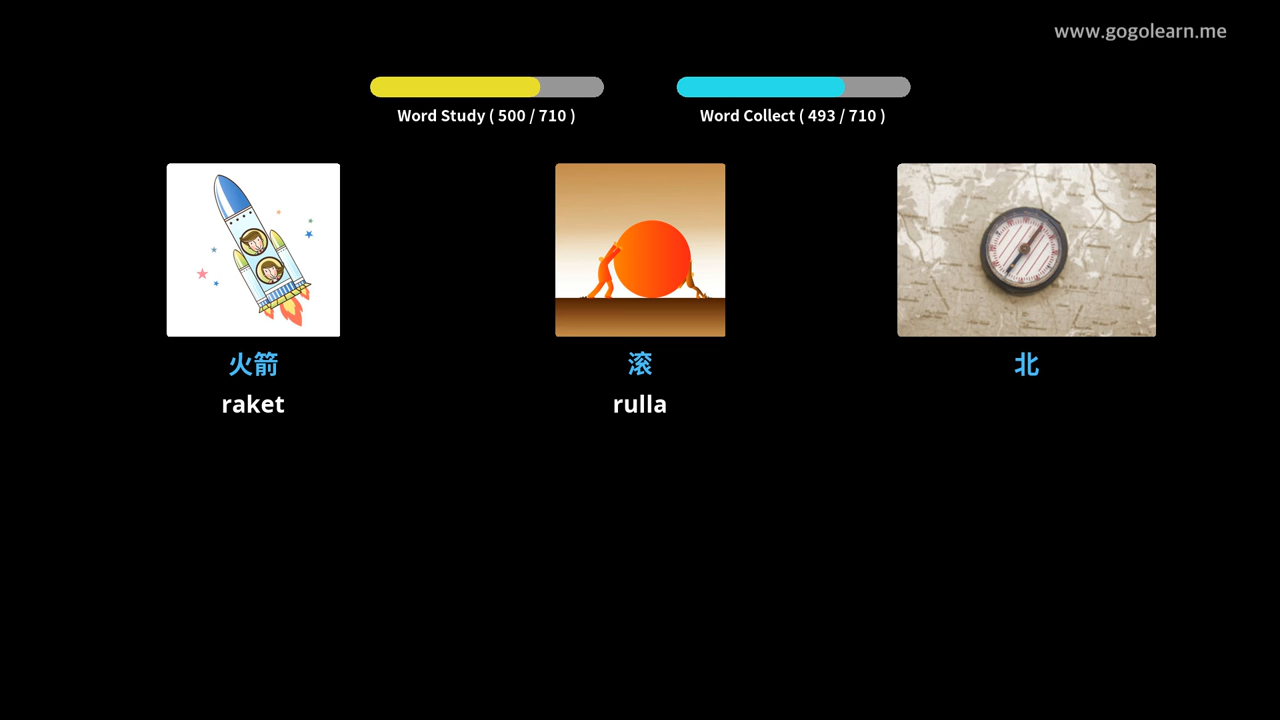 www.gogolearn.me
Word Study ( 500 / 710 )
Word Collect ( 493 / 710 )
火箭
滚
北
raket
rulla